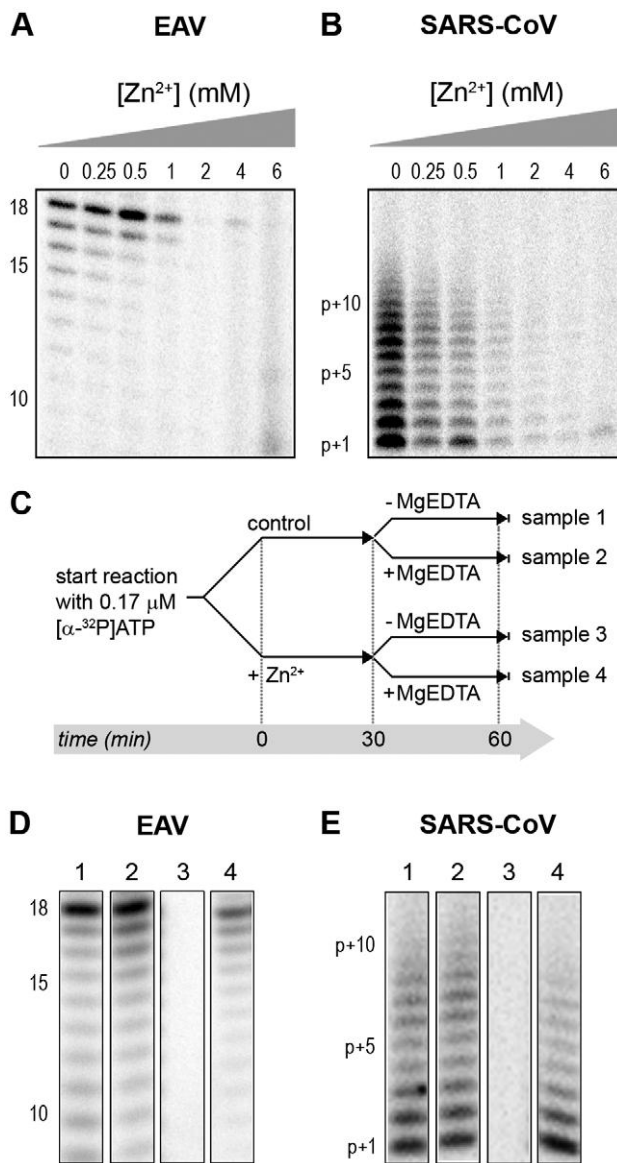 A EAV
B SARS-CoV
[Zn²⁺] (mM)
[Zn²⁺] (mM)
0 0.25 0.5 1 2 4 6
0 0.25 0.5 1 2 4 6
18
15
10
p+10
p+5
p+1
C
start reaction
with 0.17 μM
[α-³²P]ATP
control
+ Zn²⁺
- MgEDTA
sample 1
+MgEDTA
sample 2
- MgEDTA
sample 3
+MgEDTA
sample 4
time (min) 0 30 60
D EAV
1 2 3 4
18
15
10
E SARS-CoV
1 2 3 4
p+10
p+5
p+1